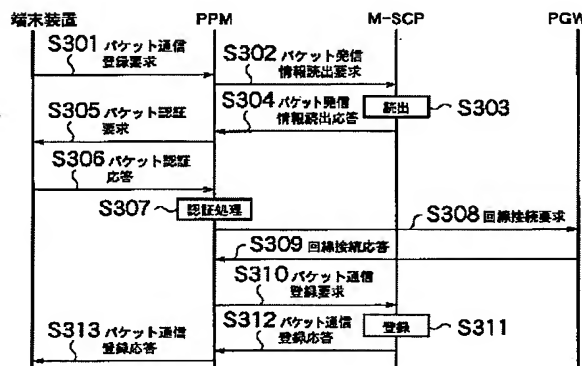 端末装置 PPM M-SCP PGW
S301 パケット通信
登録要求
S302 パケット発信
情報読出要求
読出 S303
S304 パケット発信
情報読出応答
S305 パケット認証
要求
S306 パケット認証
応答
S307 認証処理
S308 回線接続要求
S309 回線接続応答
S310 パケット通信
登録要求
登録 S311
S312 パケット通信
登録応答
S313 パケット通信
登録応答